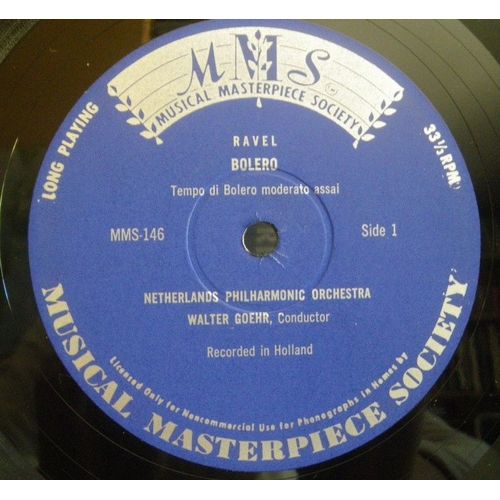 MMS
MUSICAL MASTERPIECE SOCIETY
LONG PLAYING
33⅓ RPM
RAVEL
BOLERO
Tempo di Bolero moderato assai
MMS-146
Side 1
NETHERLANDS PHILHARMONIC ORCHESTRA
WALTER GOEHR, Conductor
Recorded in Holland
Licensed Only for Noncommercial Use for Phonographs in Homes by
MUSICAL MASTERPIECE SOCIETY